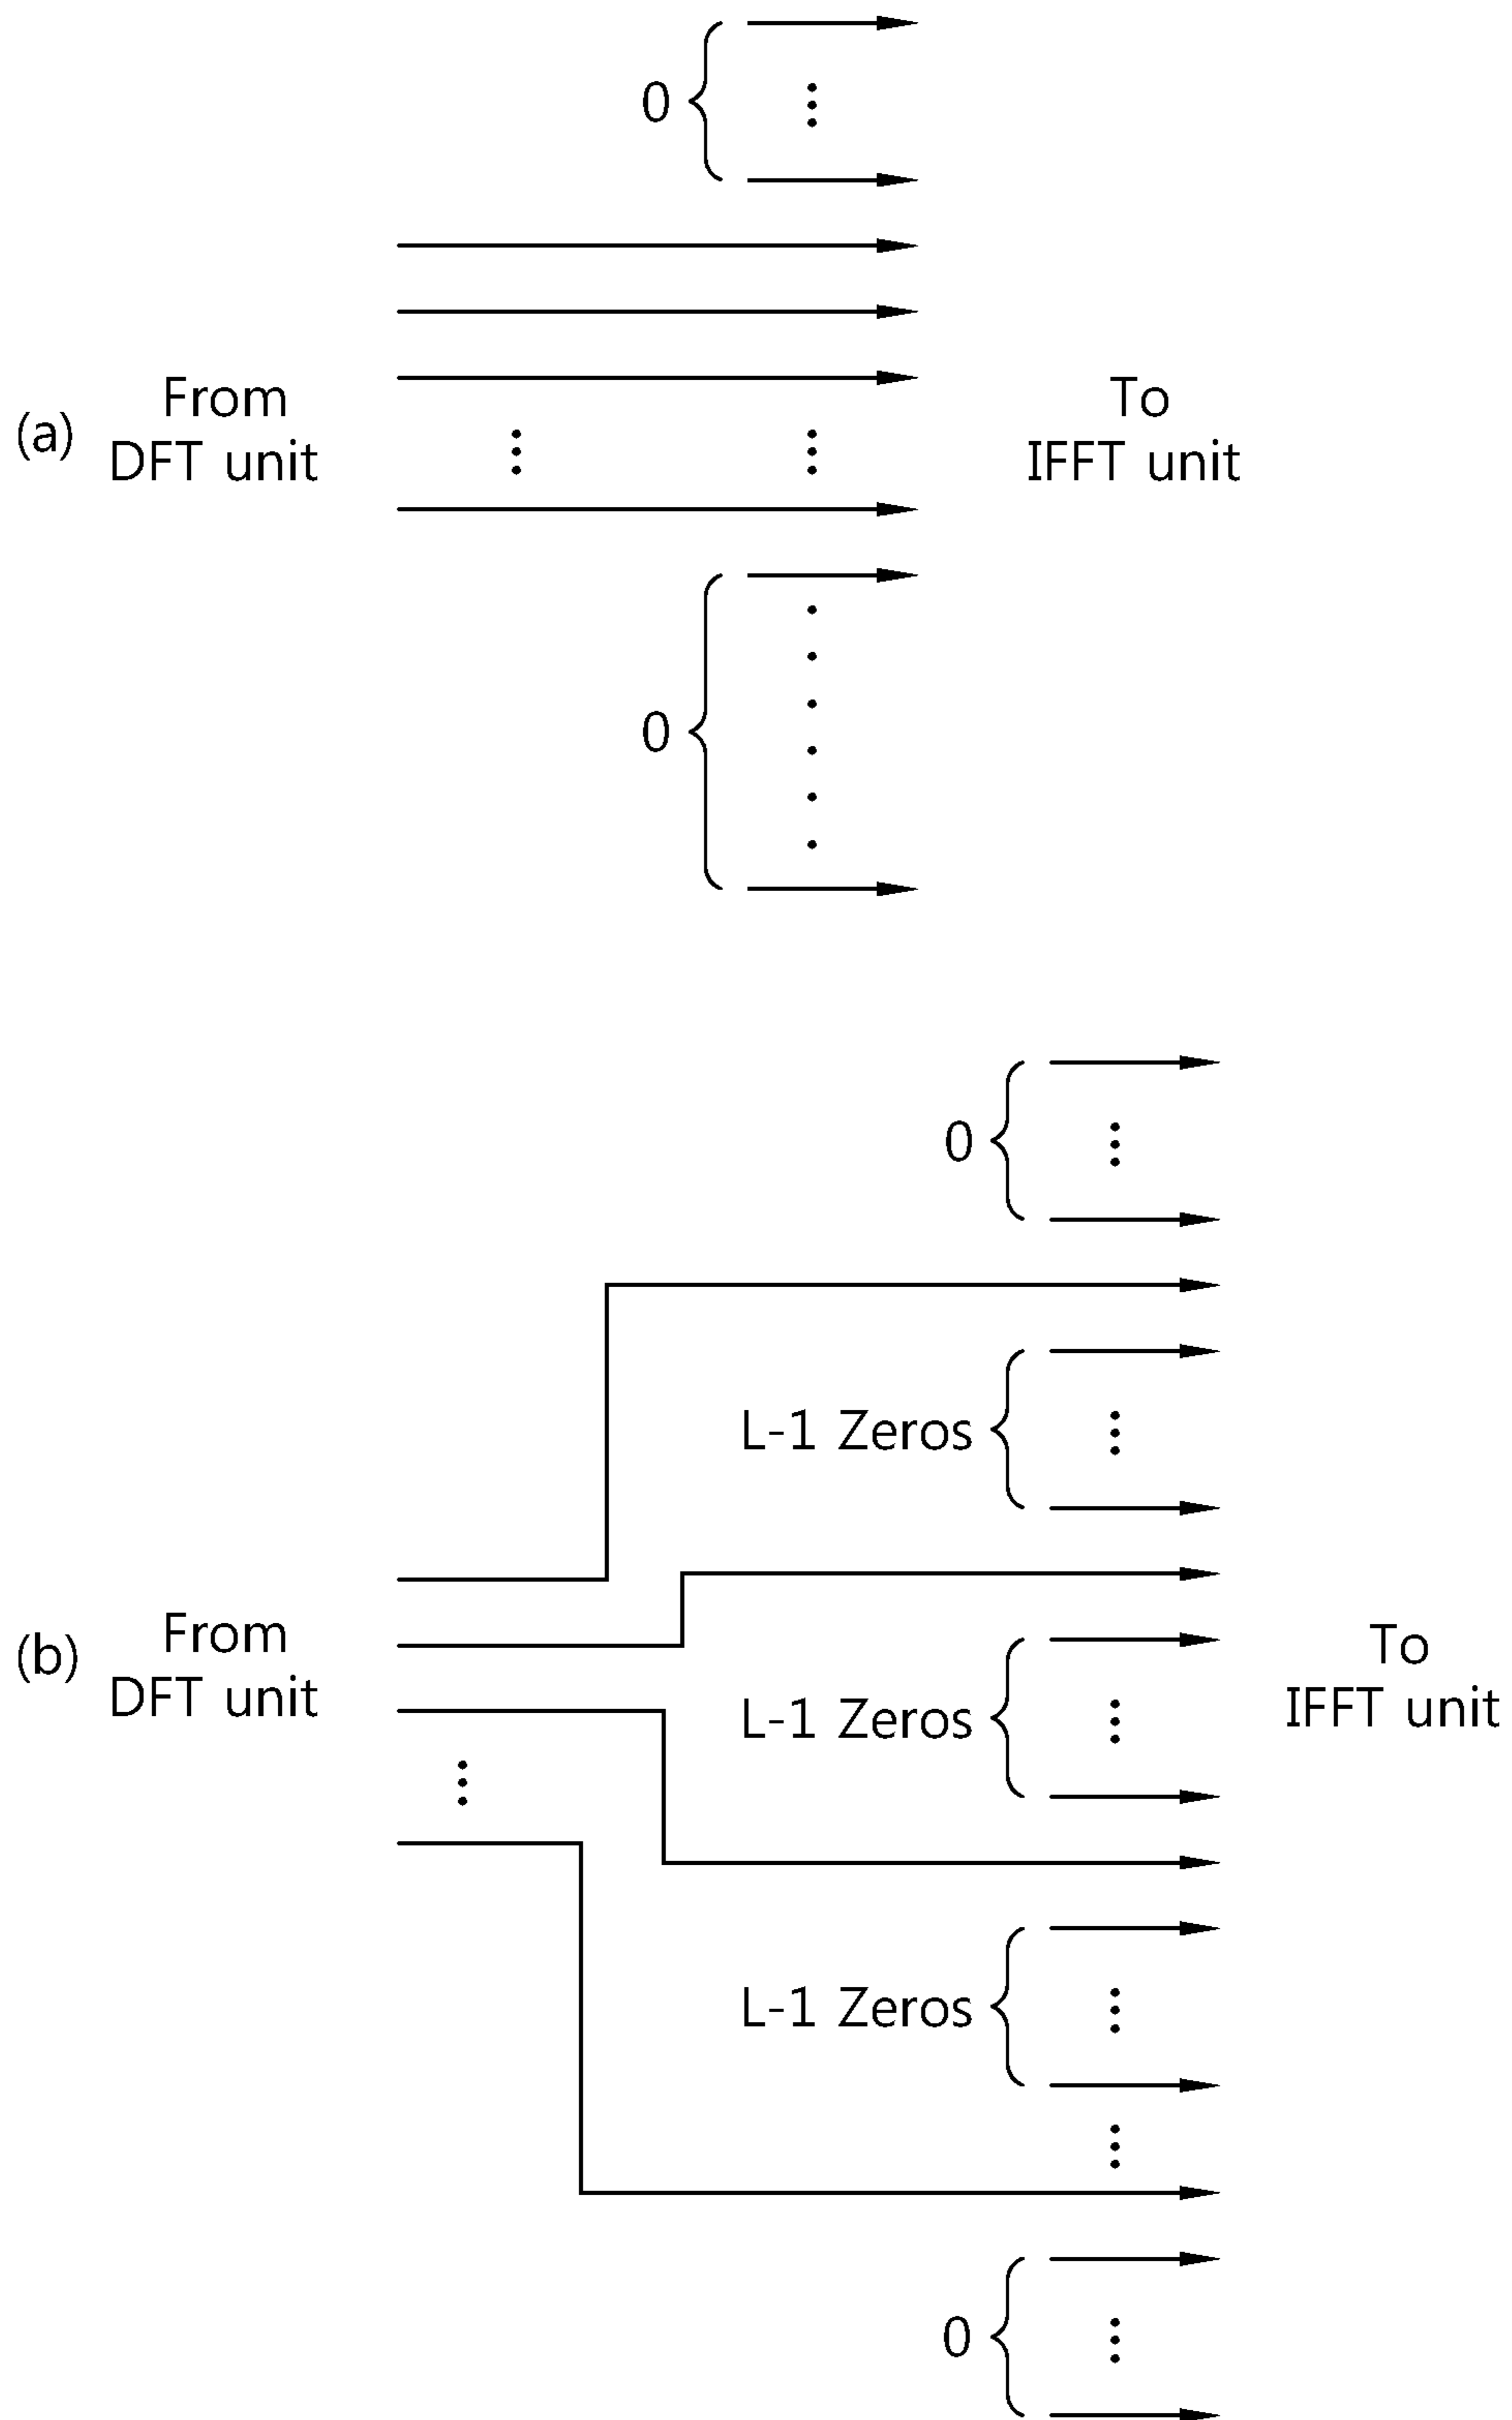 0
(a)
From
DFT unit
To
IFFT unit
0
0
L-1 Zeros
(b)
From
DFT unit
L-1 Zeros
To
IFFT unit
L-1 Zeros
0